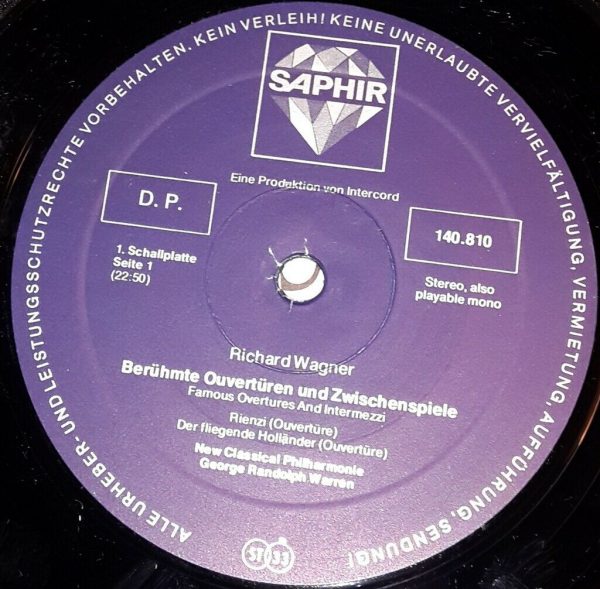 ALLE URHEBER- UND LEISTUNGSSCHUTZRECHTE VORBEHALTEN. KEIN VERLEIH! KEINE UNERLAUBTE VERVIELFÄLTIGUNG, VERMIETUNG, AUFFÜHRUNG, SENDUNG!
SAPHIR
Eine Produktion von Intercord
D. P.
140.810
1. Schallplatte
Seite 1
(22:50)
Stereo, also
playable mono
Richard Wagner
Berühmte Ouvertüren und Zwischenspiele
Famous Overtures And Intermezzi
Rienzi (Ouvertüre)
Der fliegende Holländer (Ouvertüre)
New Classical Philharmonie
George Randolph Warren
ST 33